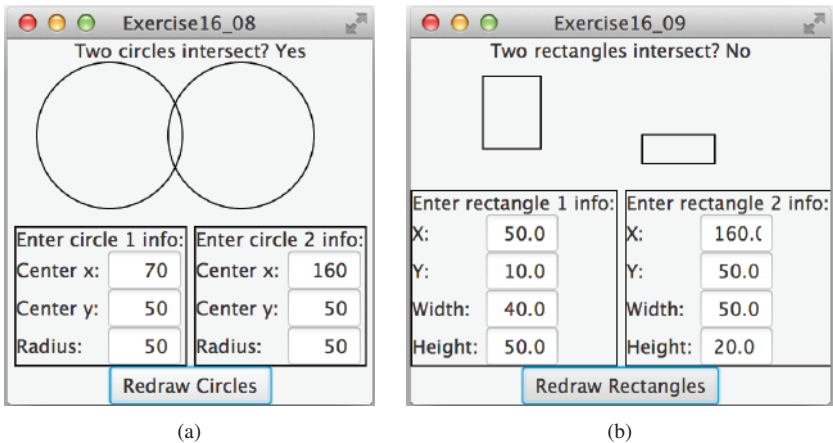 Exercise16_08
Two circles intersect? Yes
Enter circle 1 info:
Center x: 70
Center y: 50
Radius: 50
Enter circle 2 info:
Center x: 160
Center y: 50
Radius: 50
Redraw Circles
(a)
Exercise16_09
Two rectangles intersect? No
Enter rectangle 1 info:
X: 50.0
Y: 10.0
Width: 40.0
Height: 50.0
Enter rectangle 2 info:
X: 160.0
Y: 50.0
Width: 50.0
Height: 20.0
Redraw Rectangles
(b)